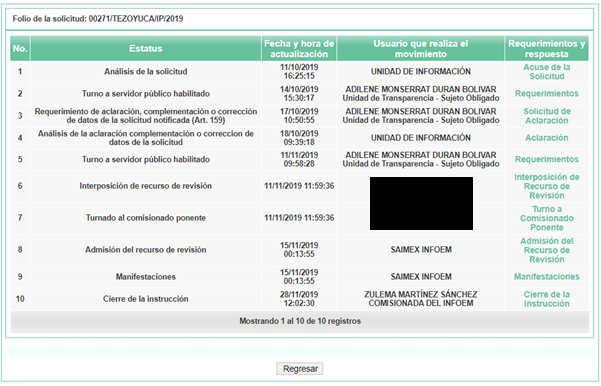 Folio de la solicitud: 00271/TEZOYUCA/IP/2019
No. Estatus Fecha y hora de actualización Usuario que realiza el movimiento Requerimientos y respuesta
1 Análisis de la solicitud 11/10/2019 16:25:15 UNIDAD DE INFORMACIÓN Acuse de la Solicitud
2 Turno a servidor público habilitado 14/10/2019 15:30:17 ADILENE MONSERRAT DURAN BOLIVAR Unidad de Transparencia - Sujeto Obligado Requerimientos
3 Requerimiento de aclaración, complementación o corrección de datos de la solicitud notificada (Art. 159) 17/10/2019 10:50:55 ADILENE MONSERRAT DURAN BOLIVAR Unidad de Transparencia - Sujeto Obligado Solicitud de Aclaración
4 Análisis de la aclaración complementación o correccion de datos de la solicitud 18/10/2019 09:39:18 UNIDAD DE INFORMACIÓN Aclaración
5 Turno a servidor público habilitado 11/11/2019 09:58:28 ADILENE MONSERRAT DURAN BOLIVAR Unidad de Transparencia - Sujeto Obligado Requerimientos
6 Interposición de recurso de revisión 11/11/2019 11:59:36 Interposición de Recurso de Revisión
7 Turnado al comisionado ponente 11/11/2019 11:59:36 Turno a Comisionado Ponente
8 Admisión del recurso de revisión 15/11/2019 00:13:55 SAIMEX INFOEM Admisión del Recurso de Revisión
9 Manifestaciones 15/11/2019 00:13:55 SAIMEX INFOEM Manifestaciones
10 Cierre de la instrucción 28/11/2019 12:02:30 ZULEMA MARTÍNEZ SÁNCHEZ COMISIONADA DEL INFOEM Cierre de la Instrucción
Mostrando 1 al 10 de 10 registros
Regresar